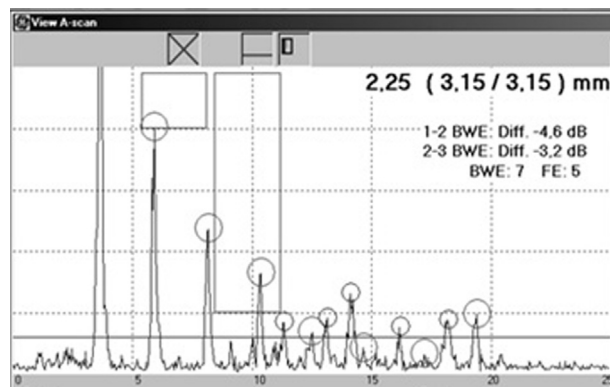 View A-scan
2,25 ( 3,15 / 3,15 ) mm
1-2 BWE: Diff. -4,6 dB
2-3 BWE: Diff. -3,2 dB
BWE: 7 FE: 5
0 5 10 15 20 25